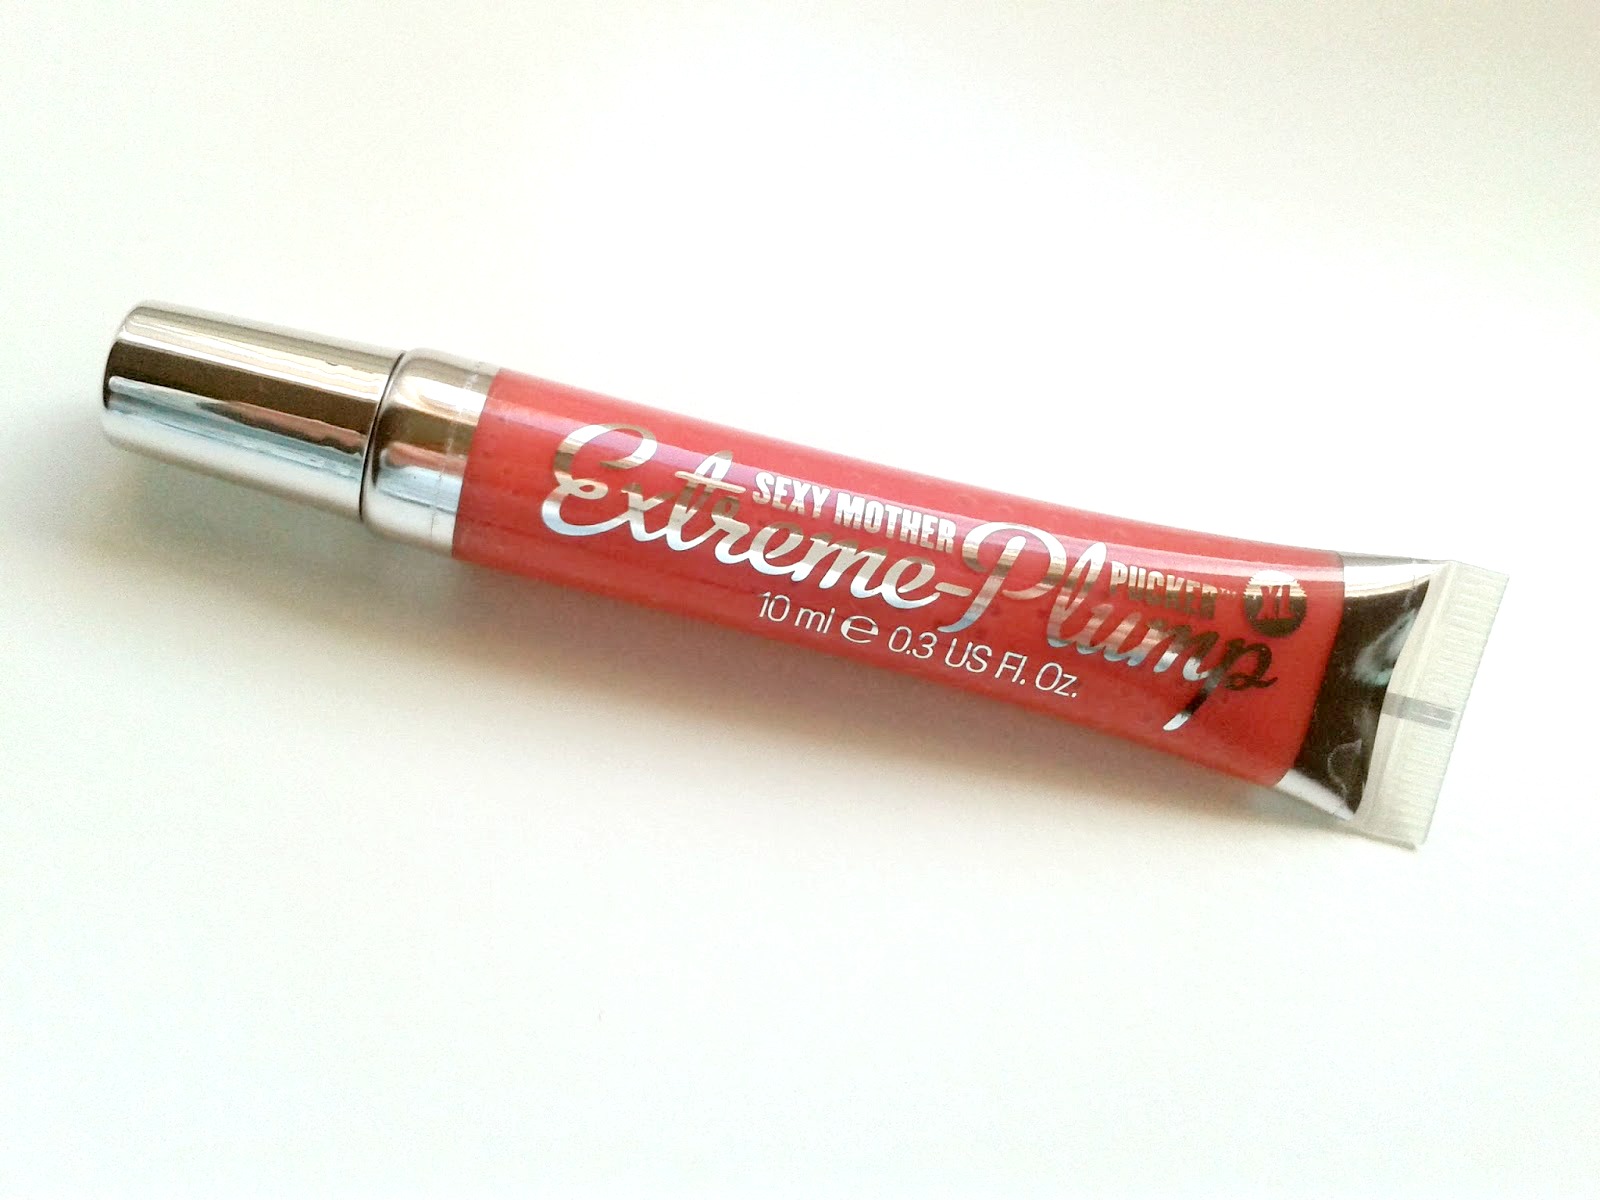 SEXY MOTHER PUCKER™ XL
Extreme-Plump
10 ml e 0.3 US Fl. Oz.